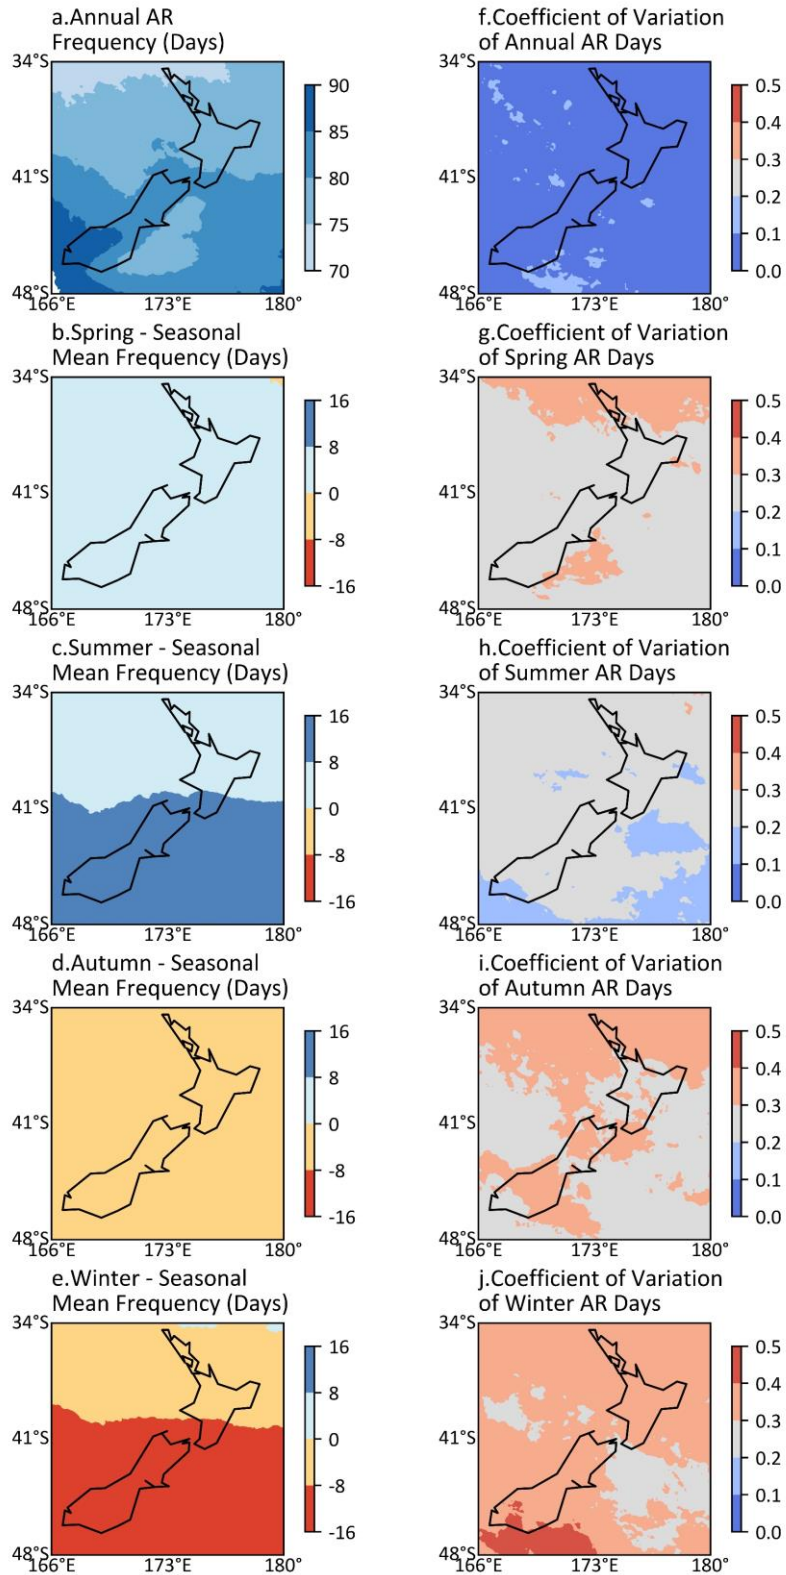 a.Annual AR
Frequency (Days)
34°S
41°S
48°S
166°E
173°E
180°
90
85
80
75
70
f.Coefficient of Variation
of Annual AR Days
34°S
41°S
48°S
166°E
173°E
180°
0.5
0.4
0.3
0.2
0.1
0.0
b.Spring - Seasonal
Mean Frequency (Days)
34°S
41°S
48°S
166°E
173°E
180°
16
8
0
-8
-16
g.Coefficient of Variation
of Spring AR Days
34°S
41°S
48°S
166°E
173°E
180°
0.5
0.4
0.3
0.2
0.1
0.0
c.Summer - Seasonal
Mean Frequency (Days)
34°S
41°S
48°S
166°E
173°E
180°
16
8
0
-8
-16
h.Coefficient of Variation
of Summer AR Days
34°S
41°S
48°S
166°E
173°E
180°
0.5
0.4
0.3
0.2
0.1
0.0
d.Autumn - Seasonal
Mean Frequency (Days)
34°S
41°S
48°S
166°E
173°E
180°
16
8
0
-8
-16
i.Coefficient of Variation
of Autumn AR Days
34°S
41°S
48°S
166°E
173°E
180°
0.5
0.4
0.3
0.2
0.1
0.0
e.Winter - Seasonal
Mean Frequency (Days)
34°S
41°S
48°S
166°E
173°E
180°
16
8
0
-8
-16
j.Coefficient of Variation
of Winter AR Days
34°S
41°S
48°S
166°E
173°E
180°
0.5
0.4
0.3
0.2
0.1
0.0